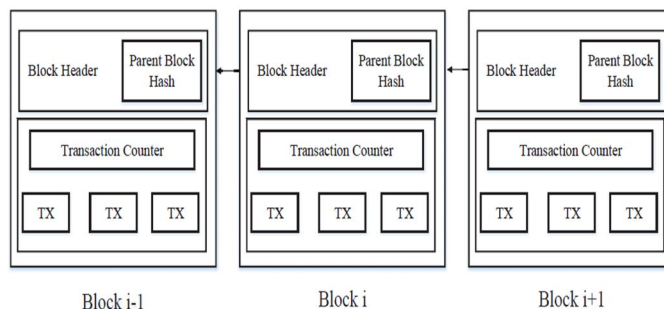 Block Header
Parent Block
Hash
Transaction Counter
TX TX TX
Block i-1
Block Header
Parent Block
Hash
Transaction Counter
TX TX TX
Block i
Block Header
Parent Block
Hash
Transaction Counter
TX TX TX
Block i+1